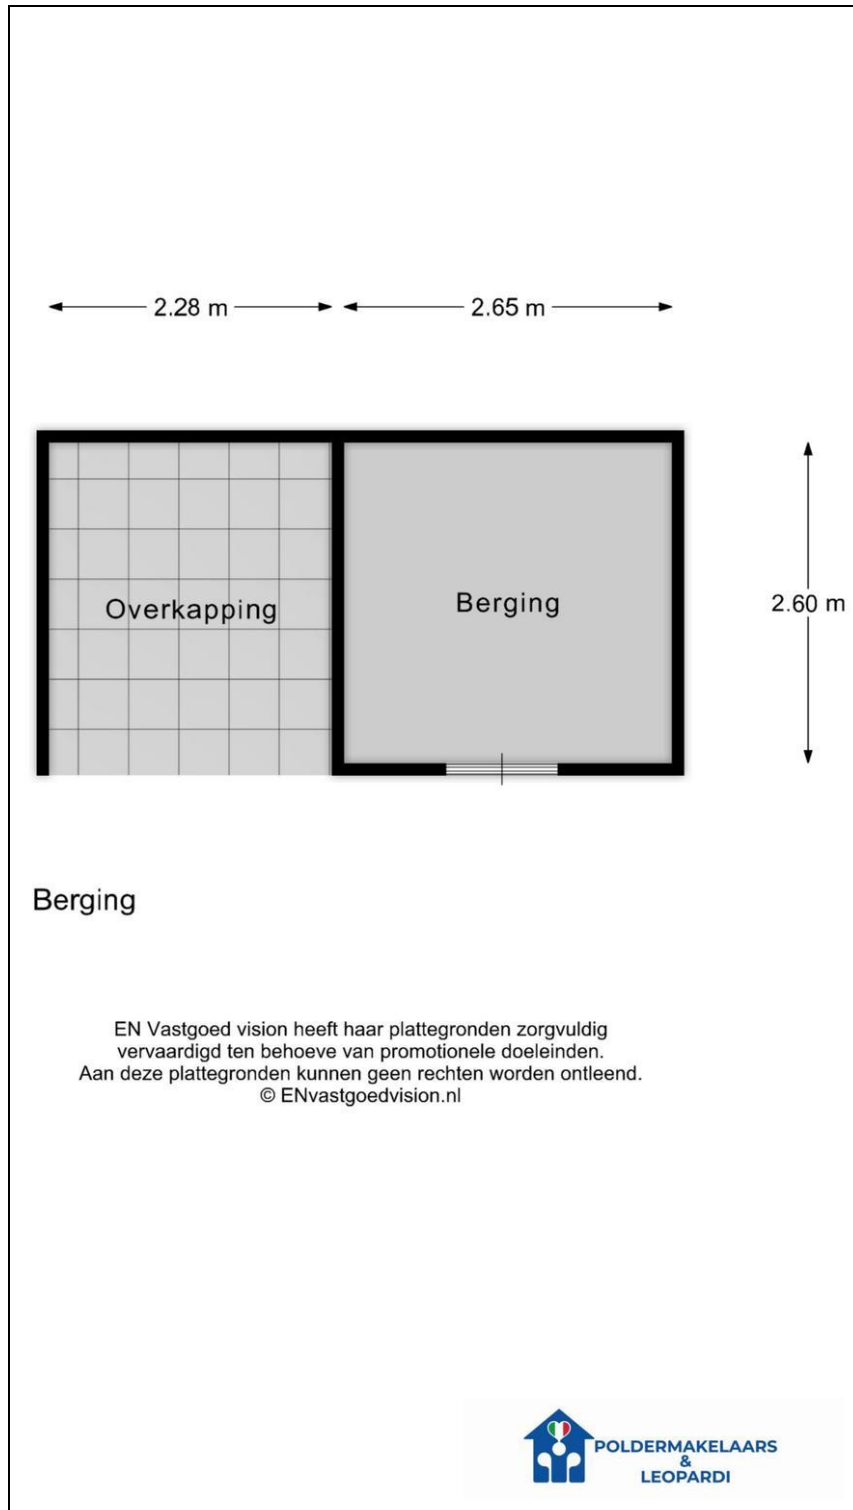 2.28 m
2.65 m
Overkapping
Berging
2.60 m
Berging
EN Vastgoed vision heeft haar plattegronden zorgvuldig
vervaardigd ten behoeve van promotionele doeleinden.
Aan deze plattegronden kunnen geen rechten worden ontleend.
© ENvastgoedvision.nl
POLDERMAKELAARS
&
LEOPARDI